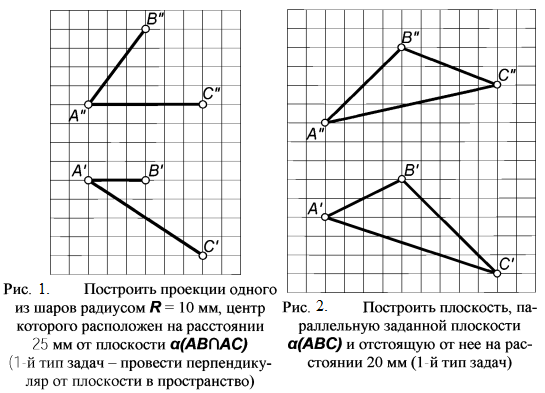 B" B"
C"
A" C"
A"
A' B' B'
A'
C' C'
Рис. 1. Построить проекции одного
из шаров радиусом R = 10 мм, центр
которого расположен на расстоянии
25 мм от плоскости α(AB∩AC)
(1-й тип задач – провести перпендику-
ляр от плоскости в пространство)
Рис. 2. Построить плоскость, па-
раллельную заданной плоскости
α(ABC) и отстоящую от нее на рас-
стоянии 20 мм (1-й тип задач)